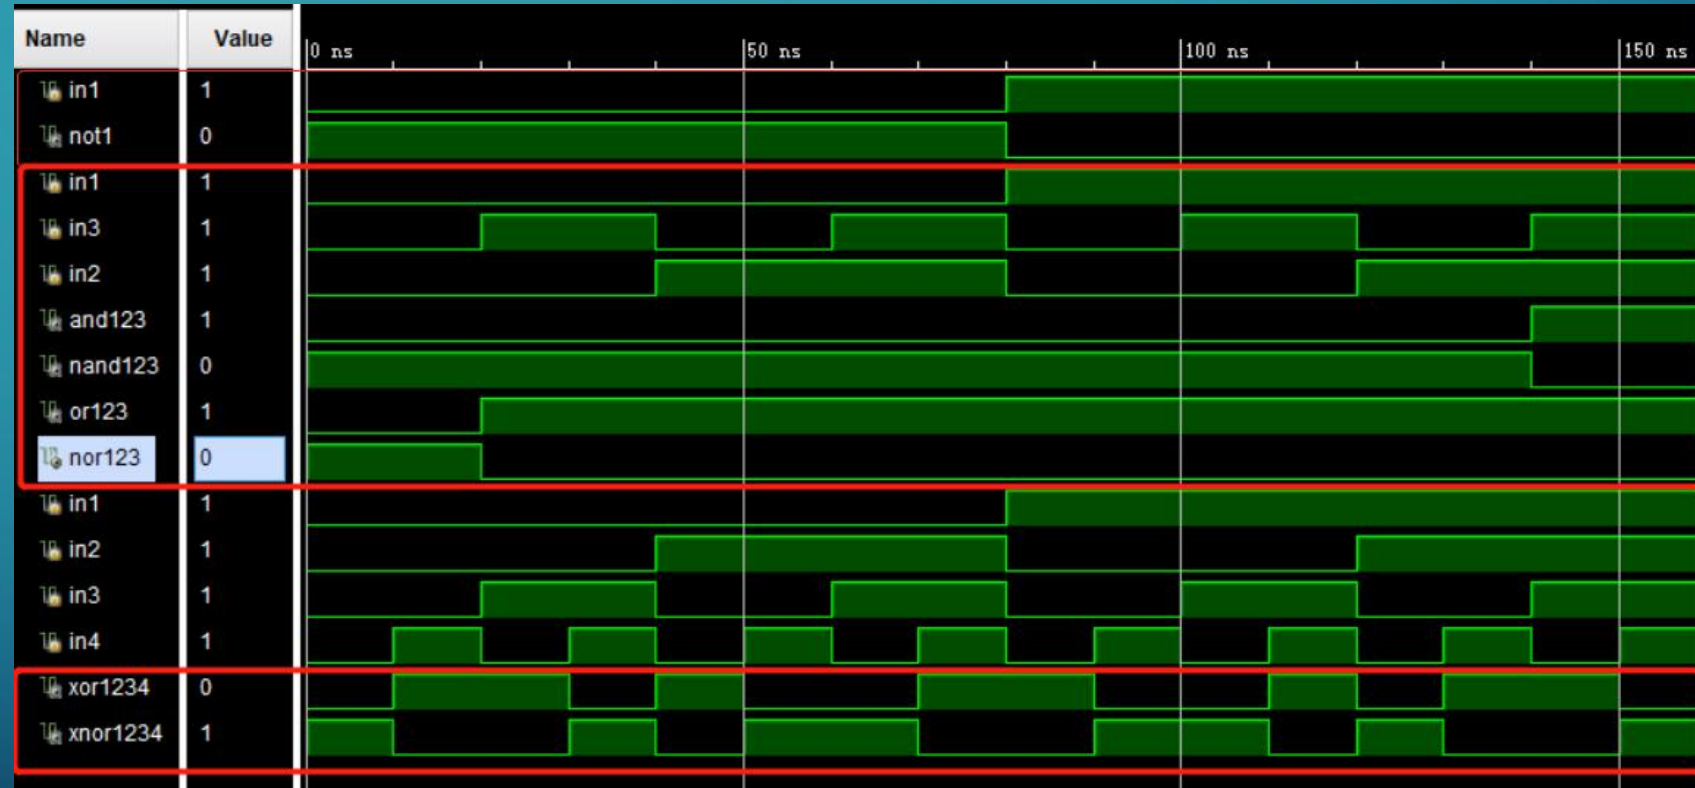 Name Value 0 ns 50 ns 100 ns 150 ns
in1 1
not1 0
in1 1
in3 1
in2 1
and123 1
nand123 0
or123 1
nor123 0
in1 1
in2 1
in3 1
in4 1
xor1234 0
xnor1234 1